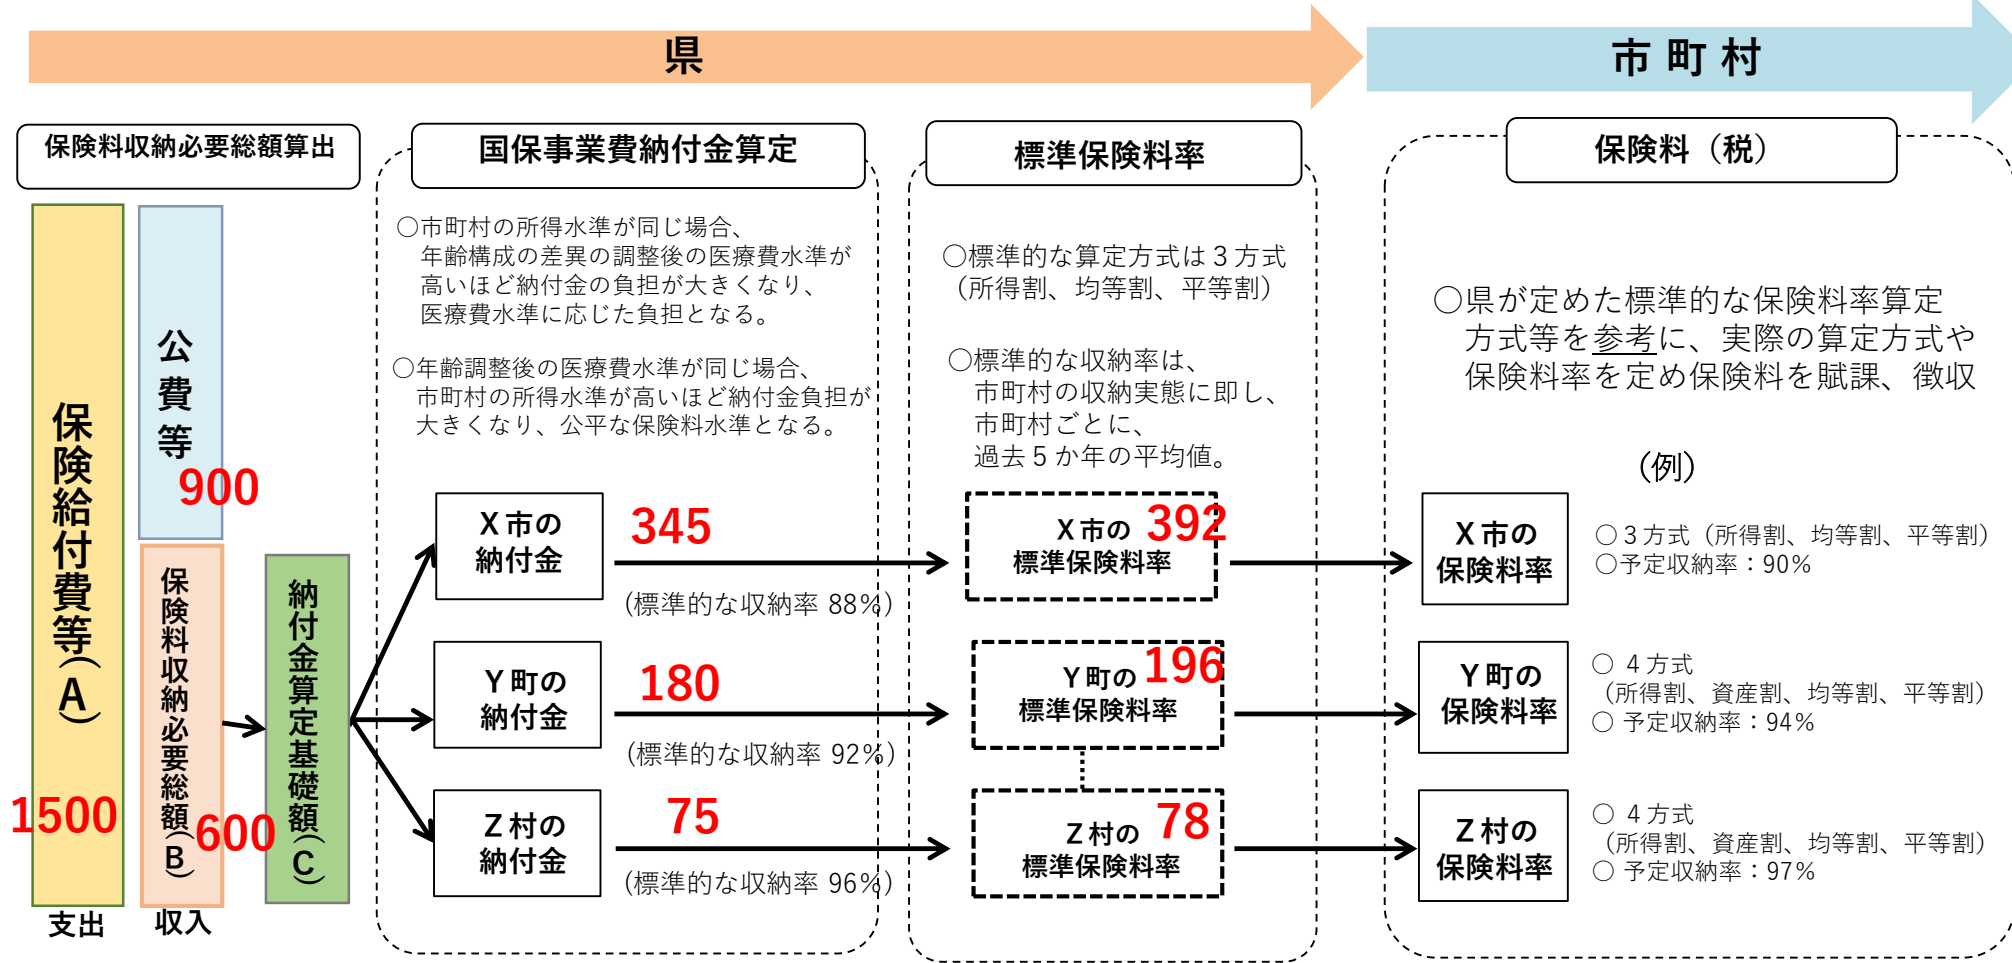 県
市町村
保険料収納必要総額算出
国保事業費納付金算定
標準保険料率
保険料（税）
保険給付費等(A)
1500
支出
公費等
900
保険料収納必要総額(B)
600
収入
納付金算定基礎額(C)
○市町村の所得水準が同じ場合、
年齢構成の差異の調整後の医療費水準が
高いほど納付金の負担が大きくなり、
医療費水準に応じた負担となる。
○年齢調整後の医療費水準が同じ場合、
市町村の所得水準が高いほど納付金負担が
大きくなり、公平な保険料水準となる。
X市の
納付金
345
(標準的な収納率 88%)
Y町の
納付金
180
(標準的な収納率 92%)
Z村の
納付金
75
(標準的な収納率 96%)
○標準的な算定方式は３方式
（所得割、均等割、平等割）
○標準的な収納率は、
市町村の収納実態に即し、
市町村ごとに、
過去５か年の平均値。
X市の
標準保険料率
392
Y町の
標準保険料率
196
Z村の
標準保険料率
78
○県が定めた標準的な保険料率算定
方式等を参考に、実際の算定方式や
保険料率を定め保険料を賦課、徴収
（例）
X市の
保険料率
○３方式（所得割、均等割、平等割）
○予定収納率：90%
Y町の
保険料率
○ ４方式
（所得割、資産割、均等割、平等割）
○ 予定収納率：94%
Z村の
保険料率
○ ４方式
（所得割、資産割、均等割、平等割）
○ 予定収納率：97%